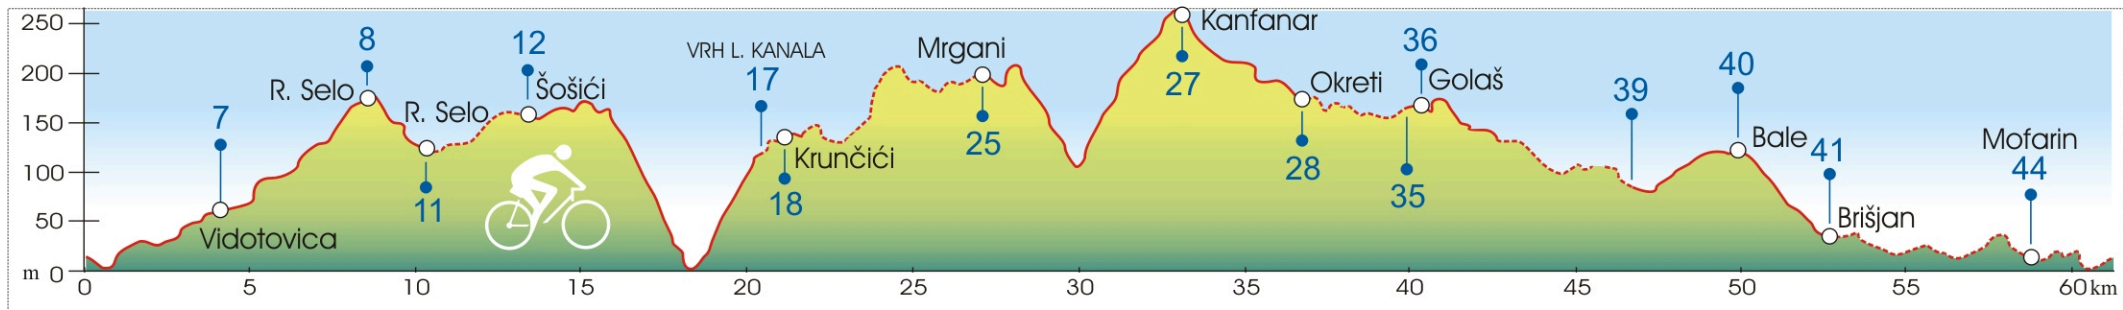 250
200
150
100
50
m 0
7
Vidotovica
8
R. Selo
R. Selo
11
12
Šošići
VRH L. KANALA
17
Krunčići
18
Mrgani
25
Kanfanar
27
Okreti
28
36
Golaš
35
39
40
Bale
41
Brišjan
Mofarin
44
0 5 10 15 20 25 30 35 40 45 50 55 60 km